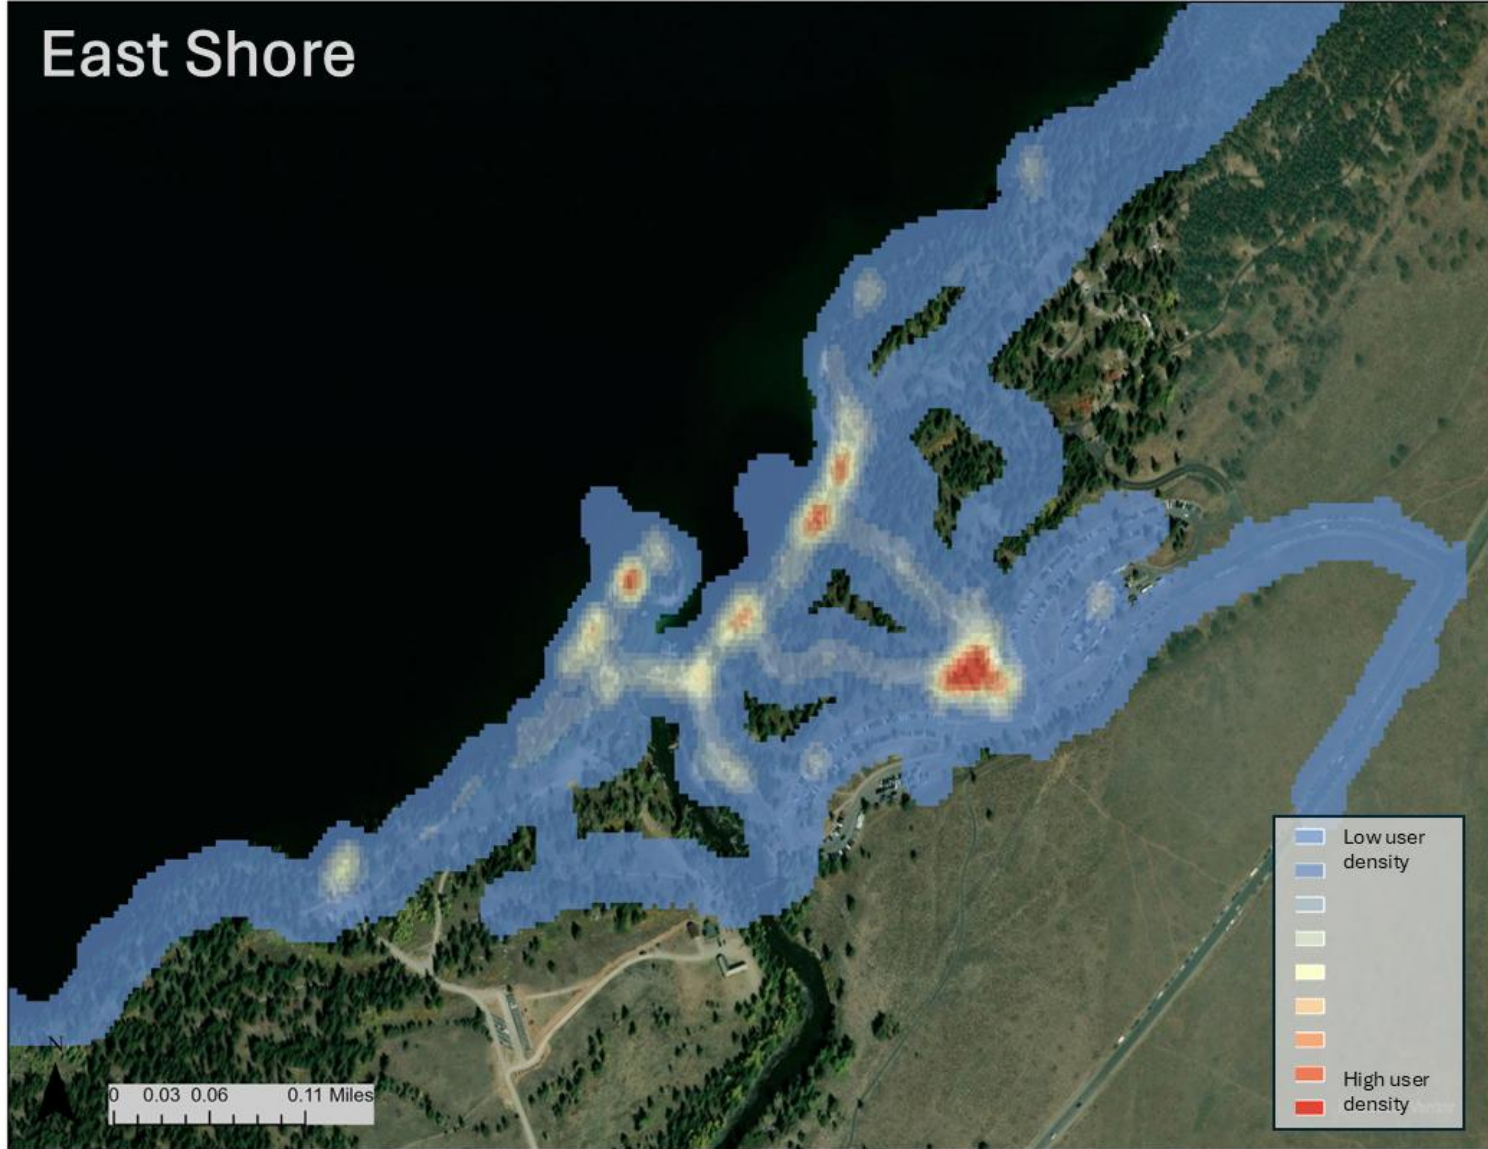 East Shore
Low user
density
High user
density
N
0 0.03 0.06 0.11 Miles